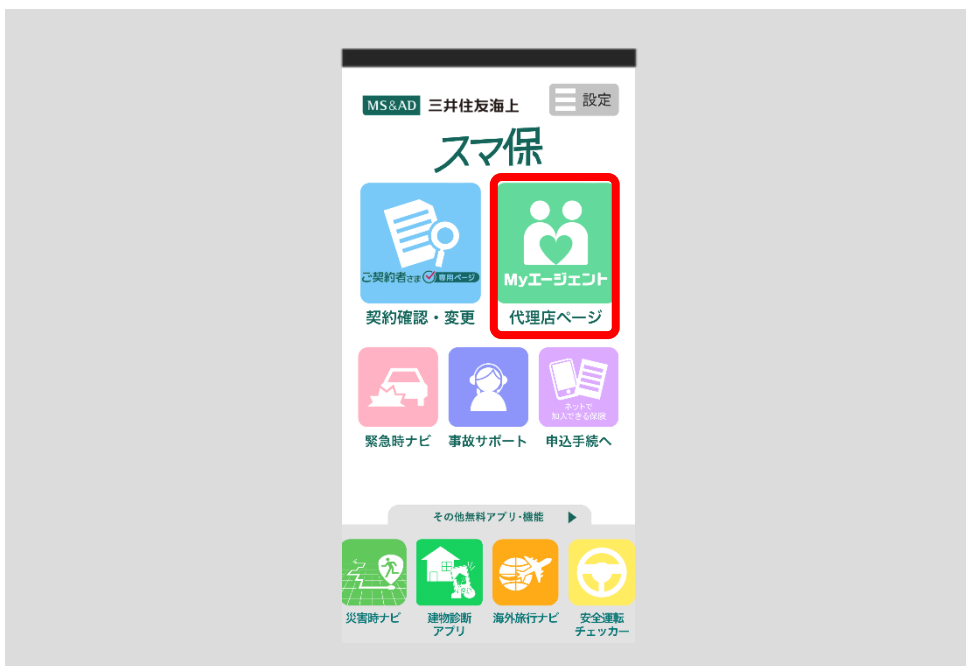 MS&AD 三井住友海上
設定
スマ保
ご契約者さま 専用ページ
Myエージェント
契約確認・変更
代理店ページ
ネットで
加入できる保険
緊急時ナビ
事故サポート
申込手続へ
その他無料アプリ・機能
災害時ナビ
建物診断
アプリ
海外旅行ナビ
安全運転
チェッカー